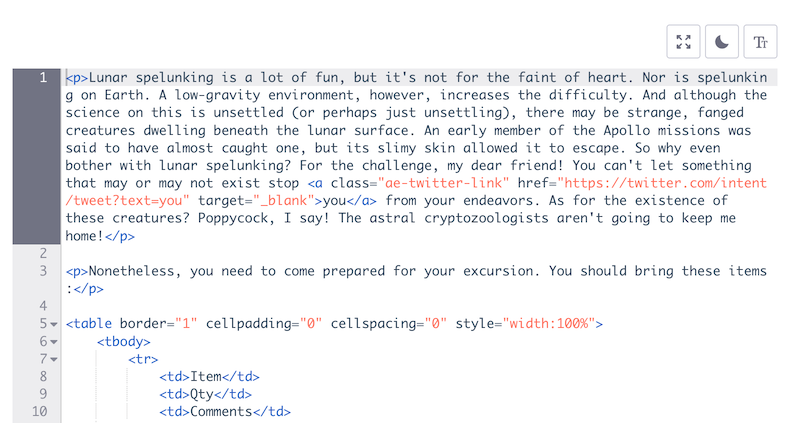 Tт
1 <p>Lunar spelunking is a lot of fun, but it's not for the faint of heart. Nor is spelunkin
g on Earth. A low-gravity environment, however, increases the difficulty. And although the
science on this is unsettled (or perhaps just unsettling), there may be strange, fanged
creatures dwelling beneath the lunar surface. An early member of the Apollo missions was
said to have almost caught one, but its slimy skin allowed it to escape. So why even
bother with lunar spelunking? For the challenge, my dear friend! You can't let something
that may or may not exist stop <a class="ae-twitter-link" href="https://twitter.com/intent
/tweet?text=you" target="_blank">you</a> from your endeavors. As for the existence of
these creatures? Poppycock, I say! The astral cryptozoologists aren't going to keep me
home!</p>
2
3 <p>Nonetheless, you need to come prepared for your excursion. You should bring these items
:</p>
4
5 <table border="1" cellpadding="0" cellspacing="0" style="width:100%">
6 <tbody>
7 <tr>
8 <td>Item</td>
9 <td>Qty</td>
10 <td>Comments</td>